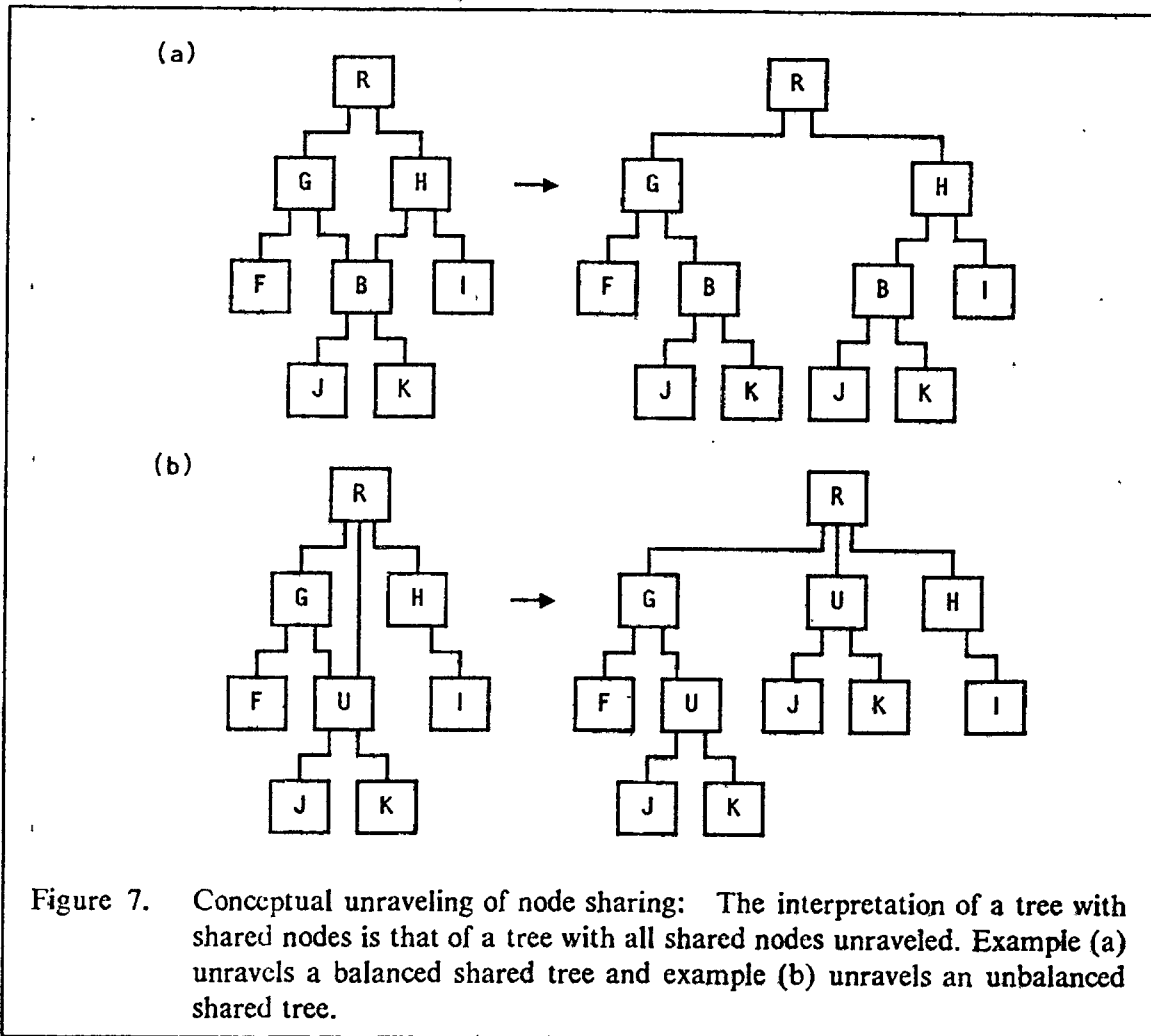 (a)
R R
G H G H
F B I F B B I
J K J K J K
(b)
R R
G H G U H
F U I F U J K I
J K J K
Figure 7. Conceptual unraveling of node sharing: The interpretation of a tree with
shared nodes is that of a tree with all shared nodes unraveled. Example (a)
unravels a balanced shared tree and example (b) unravels an unbalanced
shared tree.